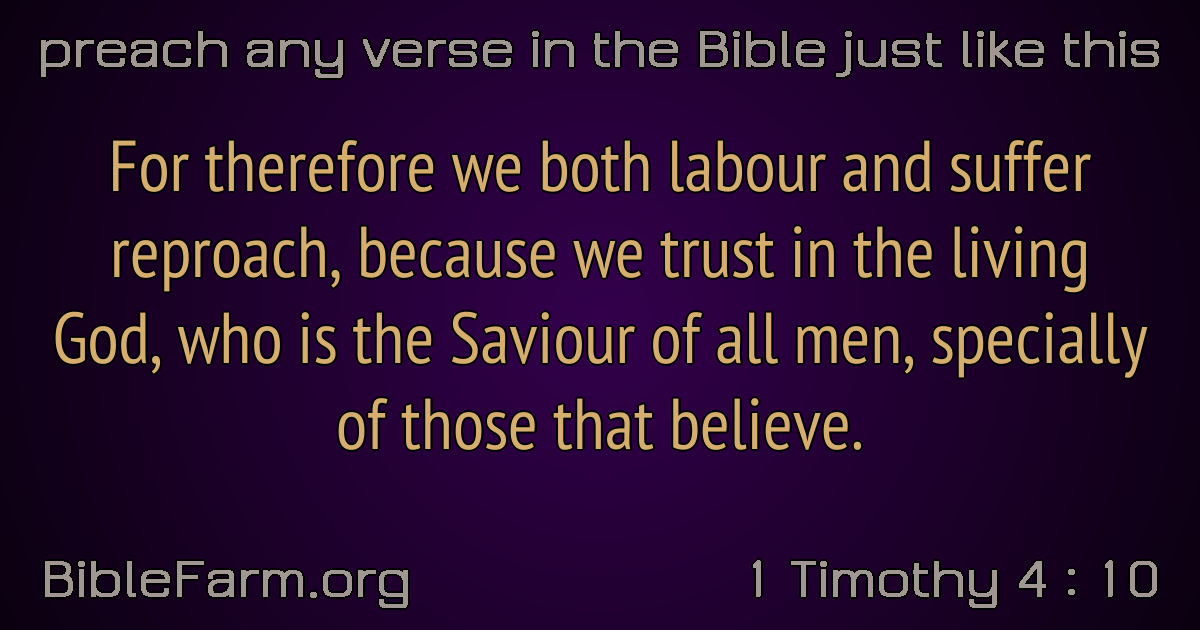 preach any verse in the Bible just like this
For therefore we both labour and suffer
reproach, because we trust in the living
God, who is the Saviour of all men, specially
of those that believe.
BibleFarm.org
1 Timothy 4 : 10